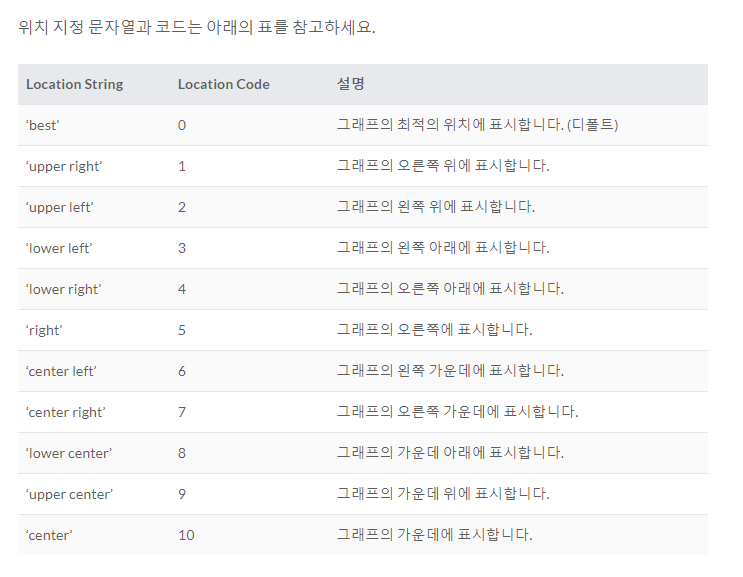 위치 지정 문자열과 코드는 아래의 표를 참고하세요.
Location String Location Code 설명
‘best’ 0 그래프의 최적의 위치에 표시합니다. (디폴트)
‘upper right’ 1 그래프의 오른쪽 위에 표시합니다.
‘upper left’ 2 그래프의 왼쪽 위에 표시합니다.
‘lower left’ 3 그래프의 왼쪽 아래에 표시합니다.
‘lower right’ 4 그래프의 오른쪽 아래에 표시합니다.
‘right’ 5 그래프의 오른쪽에 표시합니다.
‘center left’ 6 그래프의 왼쪽 가운데에 표시합니다.
‘center right’ 7 그래프의 오른쪽 가운데에 표시합니다.
‘lower center’ 8 그래프의 가운데 아래에 표시합니다.
‘upper center’ 9 그래프의 가운데 위에 표시합니다.
‘center’ 10 그래프의 가운데에 표시합니다.